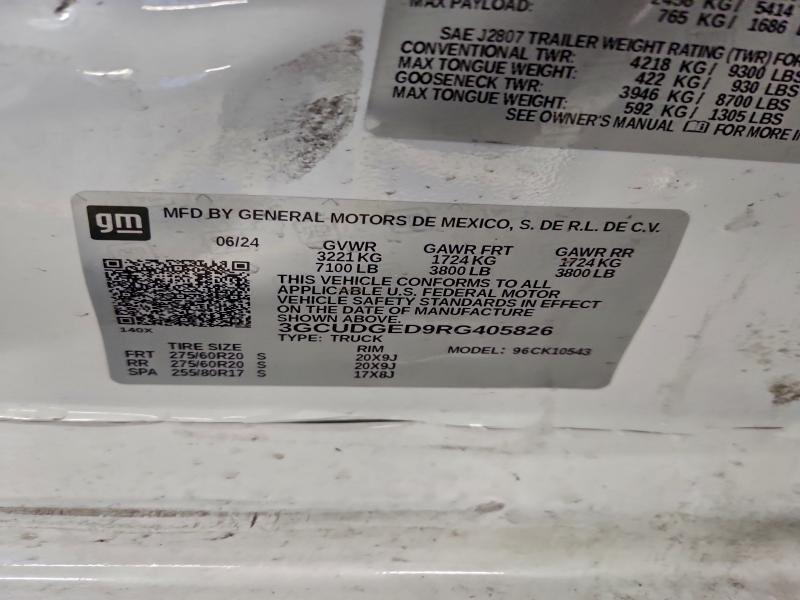 MAX PAYLOAD: KG/ 5414
765 KG/ 1686
SAE J2807 TRAILER WEIGHT RATING (TWR) FOR
CONVENTIONAL TWR: 4218 KG/ 9300 LBS
MAX TONGUE WEIGHT: 422 KG/ 930 LBS
GOOSENECK TWR: 3946 KG/ 8700 LBS
MAX TONGUE WEIGHT: 592 KG/ 1305 LBS
SEE OWNER'S MANUAL FOR MORE
gm MFD BY GENERAL MOTORS DE MEXICO, S. DE R.L. DE C.V.
06/24 GVWR GAWR FRT GAWR RR
3221 KG 1724 KG 1724 KG
7100 LB 3800 LB 3800 LB
THIS VEHICLE CONFORMS TO ALL
APPLICABLE U.S. FEDERAL MOTOR
VEHICLE SAFETY STANDARDS IN EFFECT
ON THE DATE OF MANUFACTURE
SHOWN ABOVE.
3GCUDGED9RG405826
140X
TYPE: TRUCK MODEL: 96CK10543
TIRE SIZE RIM
FRT 275/60R20 S 20X9J
RR 275/60R20 S 20X9J
SPA 255/80R17 S 17X8J